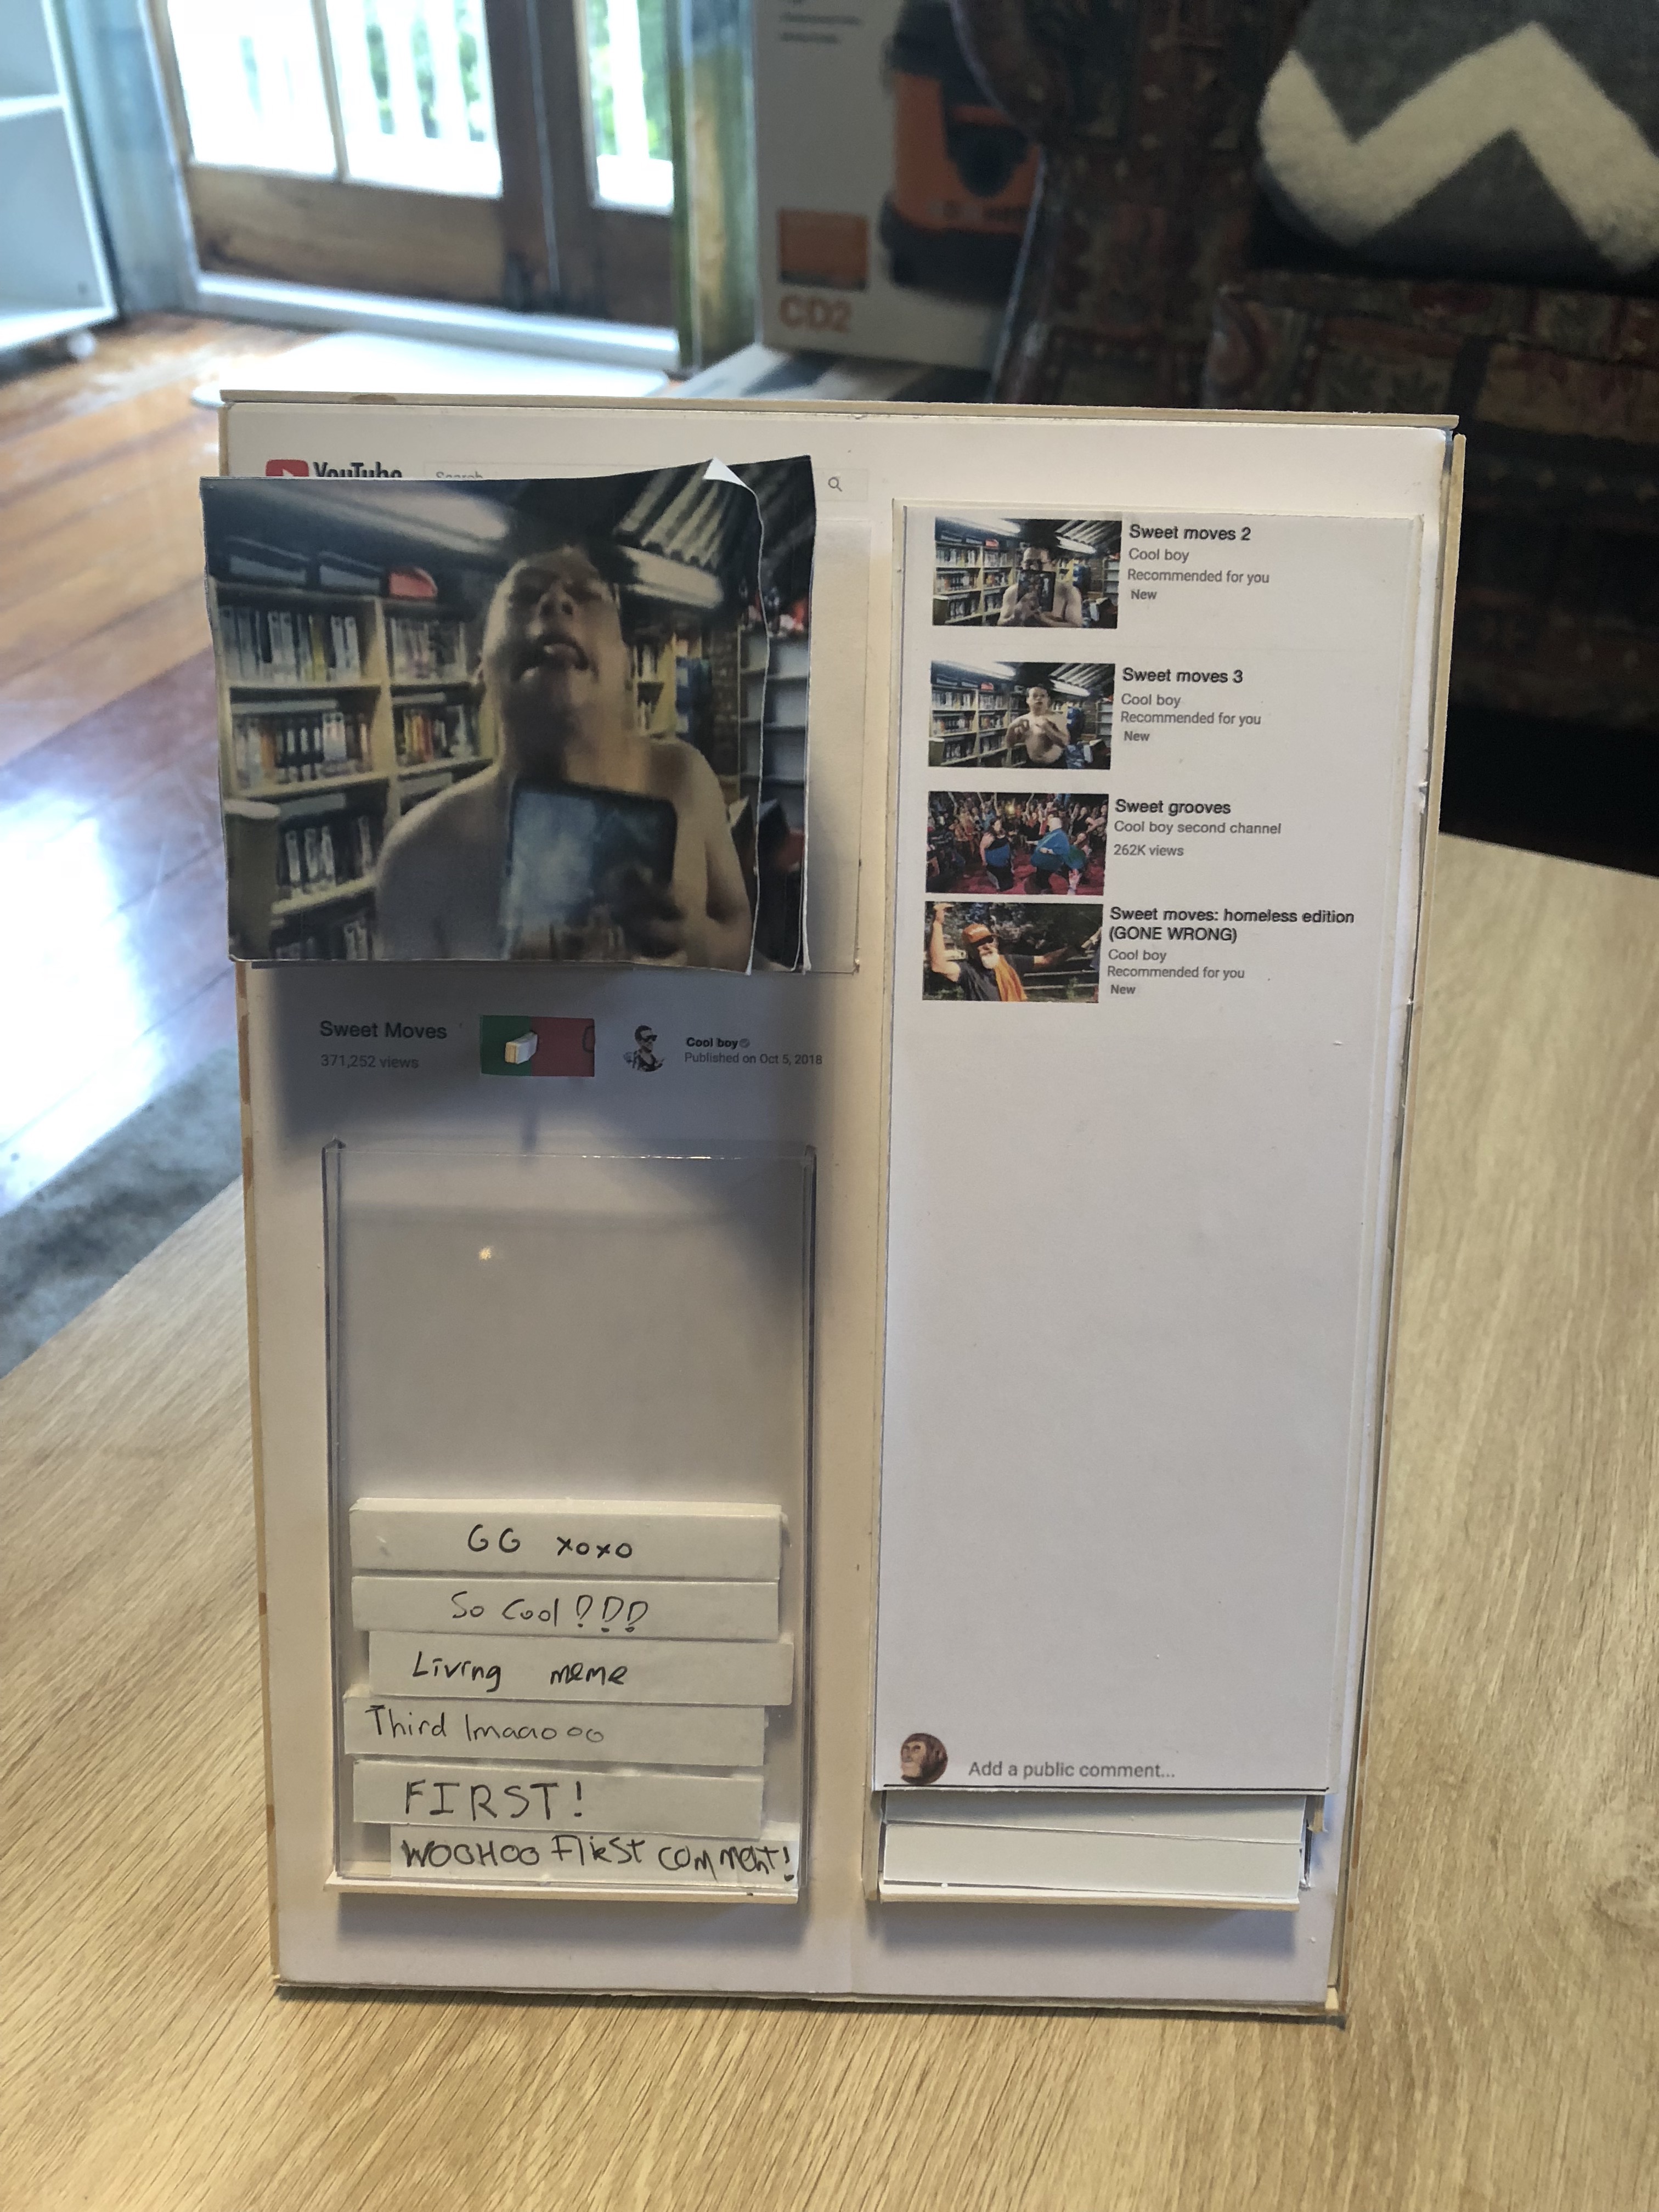 CD2
YouTube
Search
Sweet Moves
371,252 views
Cool boy
Published on Oct 5, 2018
GG xoxo
So Cool ???
Living meme
Third lmaaoooo
FIRST!
WOOHOO FIRST COMMENT!
Sweet moves 2
Cool boy
Recommended for you
New
Sweet moves 3
Cool boy
Recommended for you
New
Sweet grooves
Cool boy second channel
262K views
Sweet moves: homeless edition
(GONE WRONG)
Cool boy
Recommended for you
New
Add a public comment...